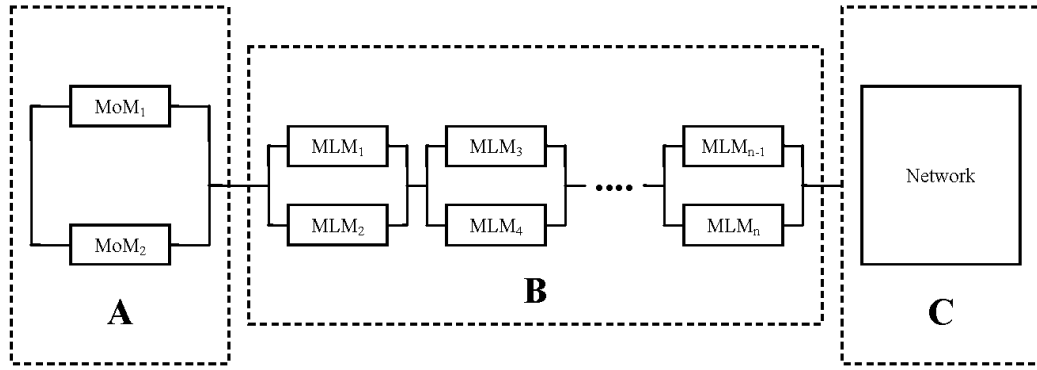 MoM₁
MoM₂
A
MLM₁
MLM₂
MLM₃
MLM₄
....
MLMₙ₋₁
MLMₙ
B
Network
C